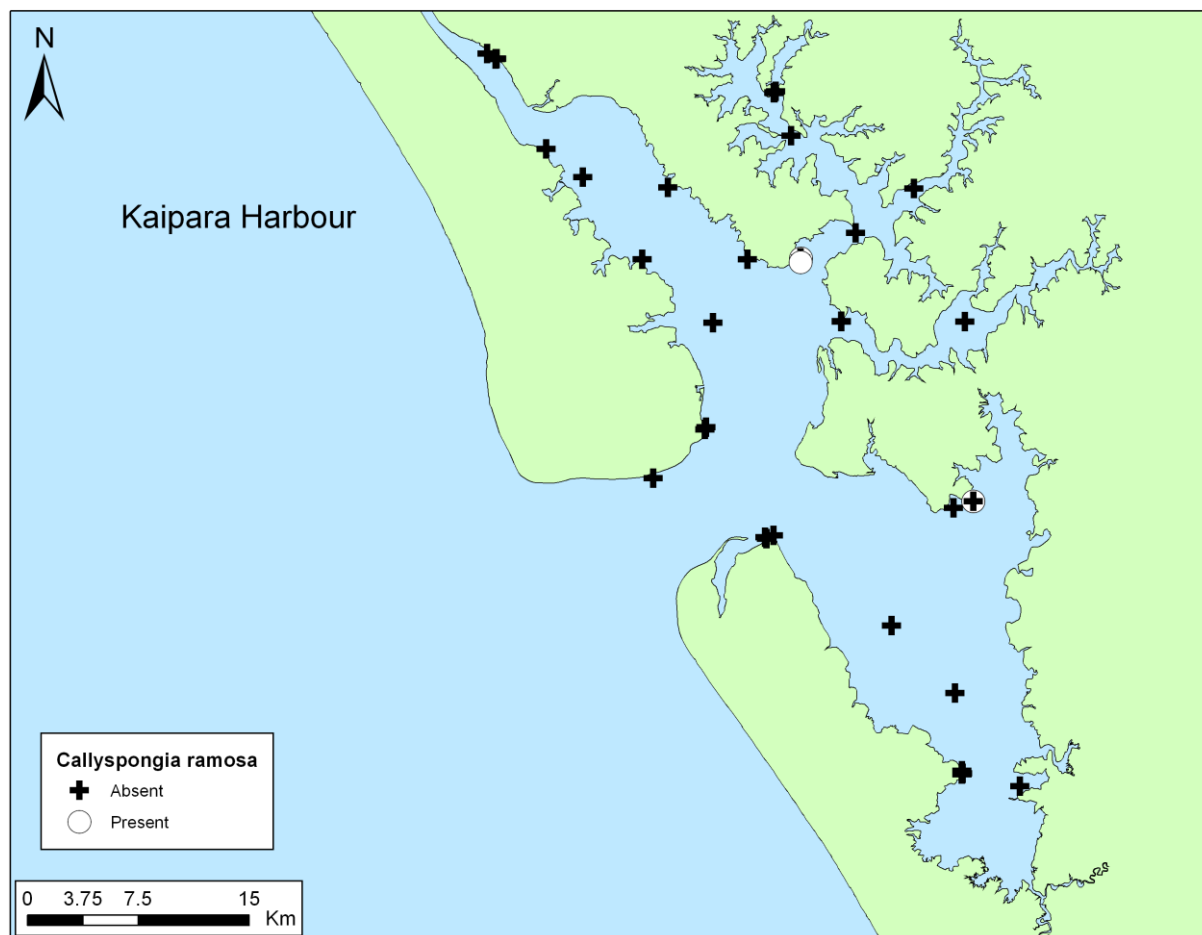 N
Kaipara Harbour
Callyspongia ramosa
Absent
Present
0 3.75 7.5 15
Km